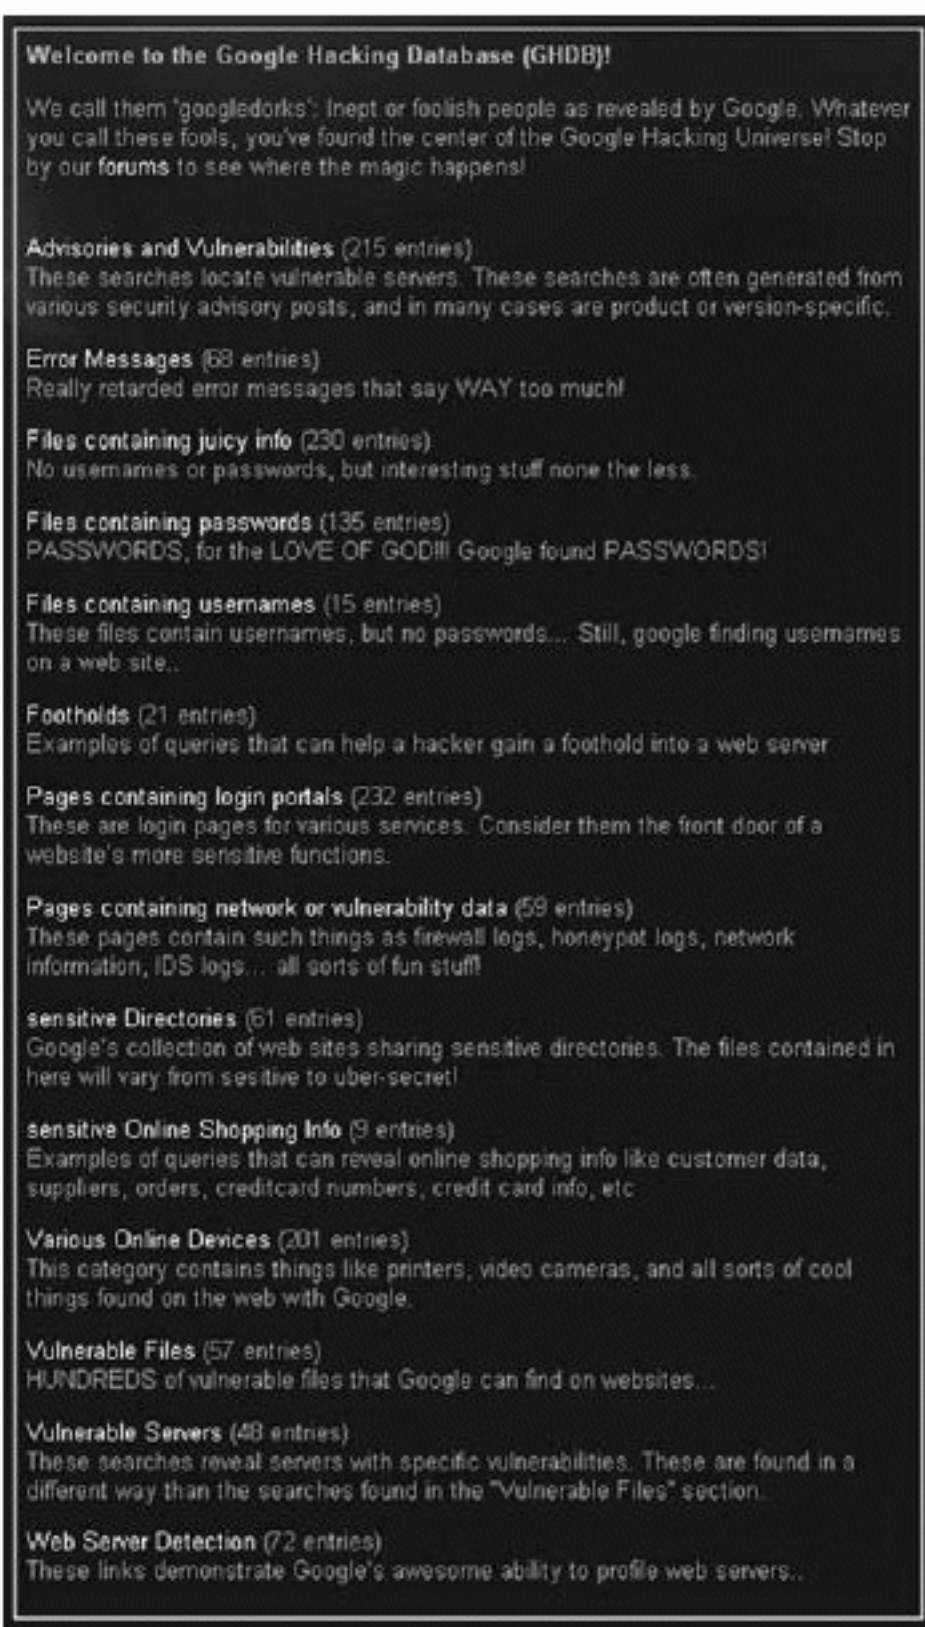 Welcome to the Google Hacking Database (GHDB)!
We call them 'googledorks': Inept or foolish people as revealed by Google. Whatever
you call these fools, you've found the center of the Google Hacking Universe! Stop
by our forums to see where the magic happens!
Advisories and Vulnerabilities (215 entries)
These searches locate vulnerable servers. These searches are often generated from
various security advisory posts, and in many cases are product or version-specific.
Error Messages (68 entries)
Really retarded error messages that say WAY too much!
Files containing juicy info (230 entries)
No usernames or passwords, but interesting stuff none the less.
Files containing passwords (135 entries)
PASSWORDS, for the LOVE OF GOD!!! Google found PASSWORDS!
Files containing usernames (15 entries)
These files contain usernames, but no passwords... Still, google finding usernames
on a web site..
Footholds (21 entries)
Examples of queries that can help a hacker gain a foothold into a web server
Pages containing login portals (232 entries)
These are login pages for various services. Consider them the front door of a
website's more sensitive functions.
Pages containing network or vulnerability data (59 entries)
These pages contain such things as firewall logs, honeypot logs, network
information, IDS logs... all sorts of fun stuff!
sensitive Directories (61 entries)
Google's collection of web sites sharing sensitive directories. The files contained in
here will vary from sesitive to uber-secret!
sensitive Online Shopping Info (9 entries)
Examples of queries that can reveal online shopping info like customer data,
suppliers, orders, creditcard numbers, credit card info, etc
Various Online Devices (201 entries)
This category contains things like printers, video cameras, and all sorts of cool
things found on the web with Google.
Vulnerable Files (57 entries)
HUNDREDS of vulnerable files that Google can find on websites...
Vulnerable Servers (48 entries)
These searches reveal servers with specific vulnerabilities. These are found in a
different way than the searches found in the "Vulnerable Files" section.
Web Server Detection (72 entries)
These links demonstrate Google's awesome ability to profile web servers..